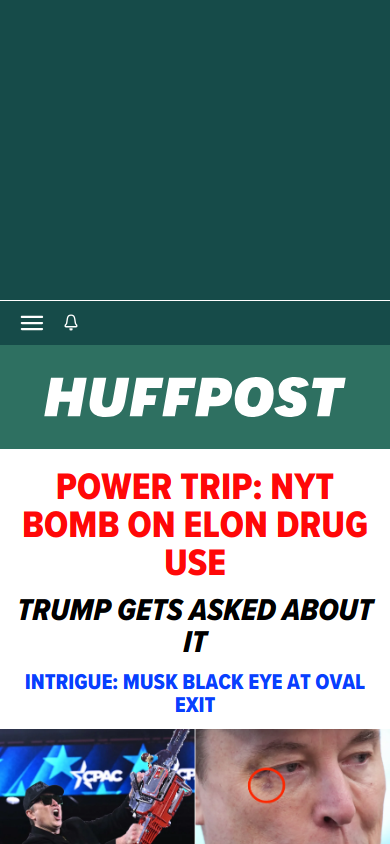 HUFFPOST
POWER TRIP: NYT
BOMB ON ELON DRUG
USE
TRUMP GETS ASKED ABOUT
IT
INTRIGUE: MUSK BLACK EYE AT OVAL
EXIT
CPAC